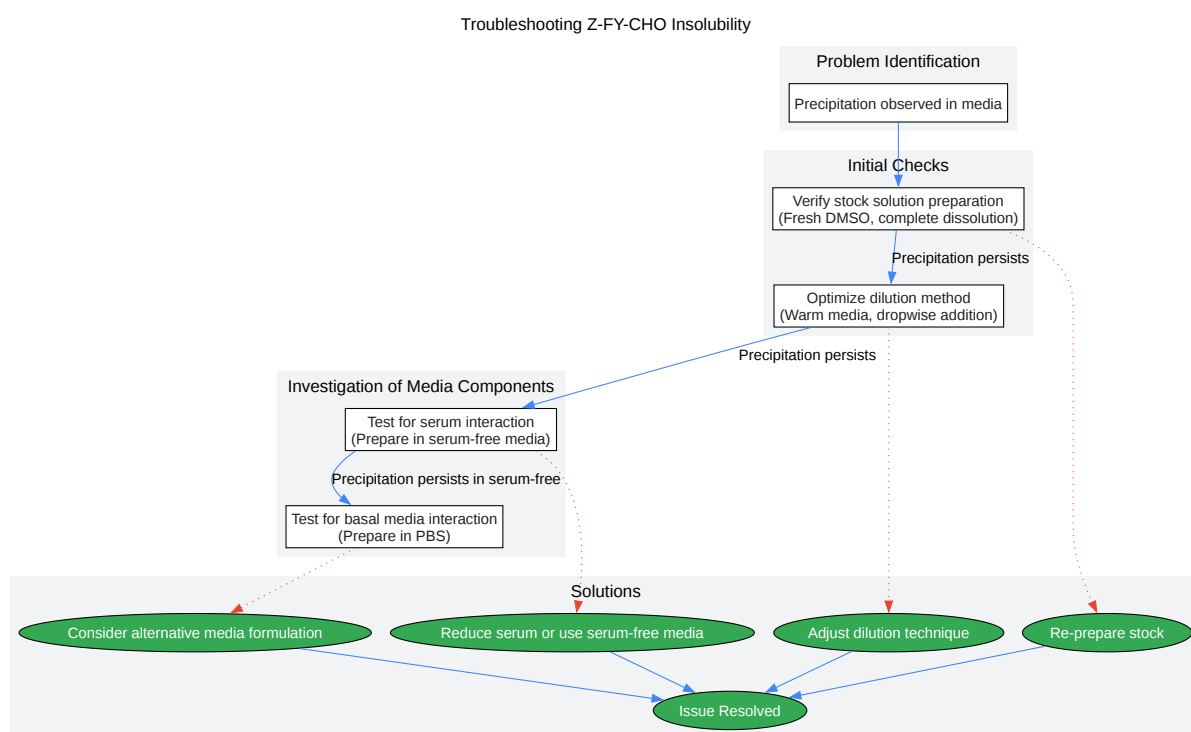 Troubleshooting Z-FY-CHO Insolubility
Problem Identification
Precipitation observed in media
Initial Checks
Verify stock solution preparation
(Fresh DMSO, complete dissolution)
Precipitation persists
Optimize dilution method
(Warm media, dropwise addition)
Precipitation persists
Investigation of Media Components
Test for serum interaction
(Prepare in serum-free media)
Precipitation persists in serum-free
Test for basal media interaction
(Prepare in PBS)
Solutions
Consider alternative media formulation
Reduce serum or use serum-free media
Adjust dilution technique
Re-prepare stock
Issue Resolved